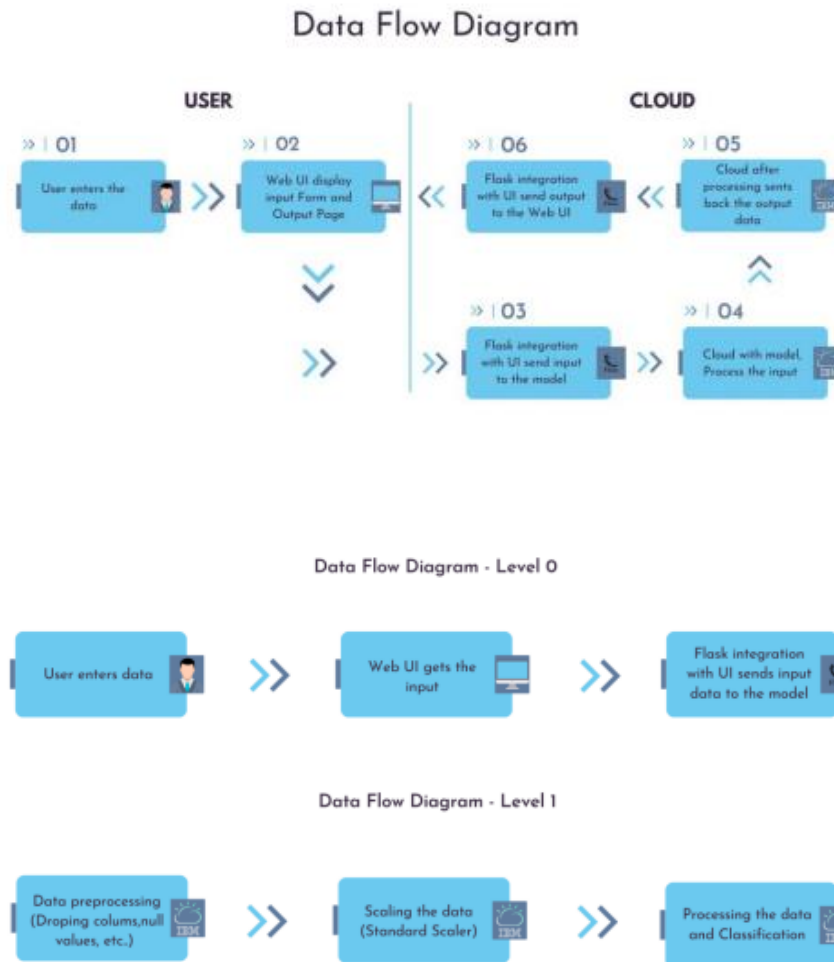 Data Flow Diagram
USER
CLOUD
» | 01
User enters the
data
» | 02
Web UI display
input Form and
Output Page
» | 06
Flask integration
with UI send output
to the Web UI
» | 05
Cloud after
processing sents
back the output
data
IBM
» | 03
Flask integration
with UI send input
to the model
» | 04
Cloud with model,
Process the input
IBM
Data Flow Diagram - Level 0
User enters data
Web UI gets the
input
Flask integration
with UI sends input
data to the model
Data Flow Diagram - Level 1
Data preprocessing
(Droping colums,null
values, etc..)
IBM
Scaling the data
(Standard Scaler)
IBM
Processing the data
and Classification
IBM